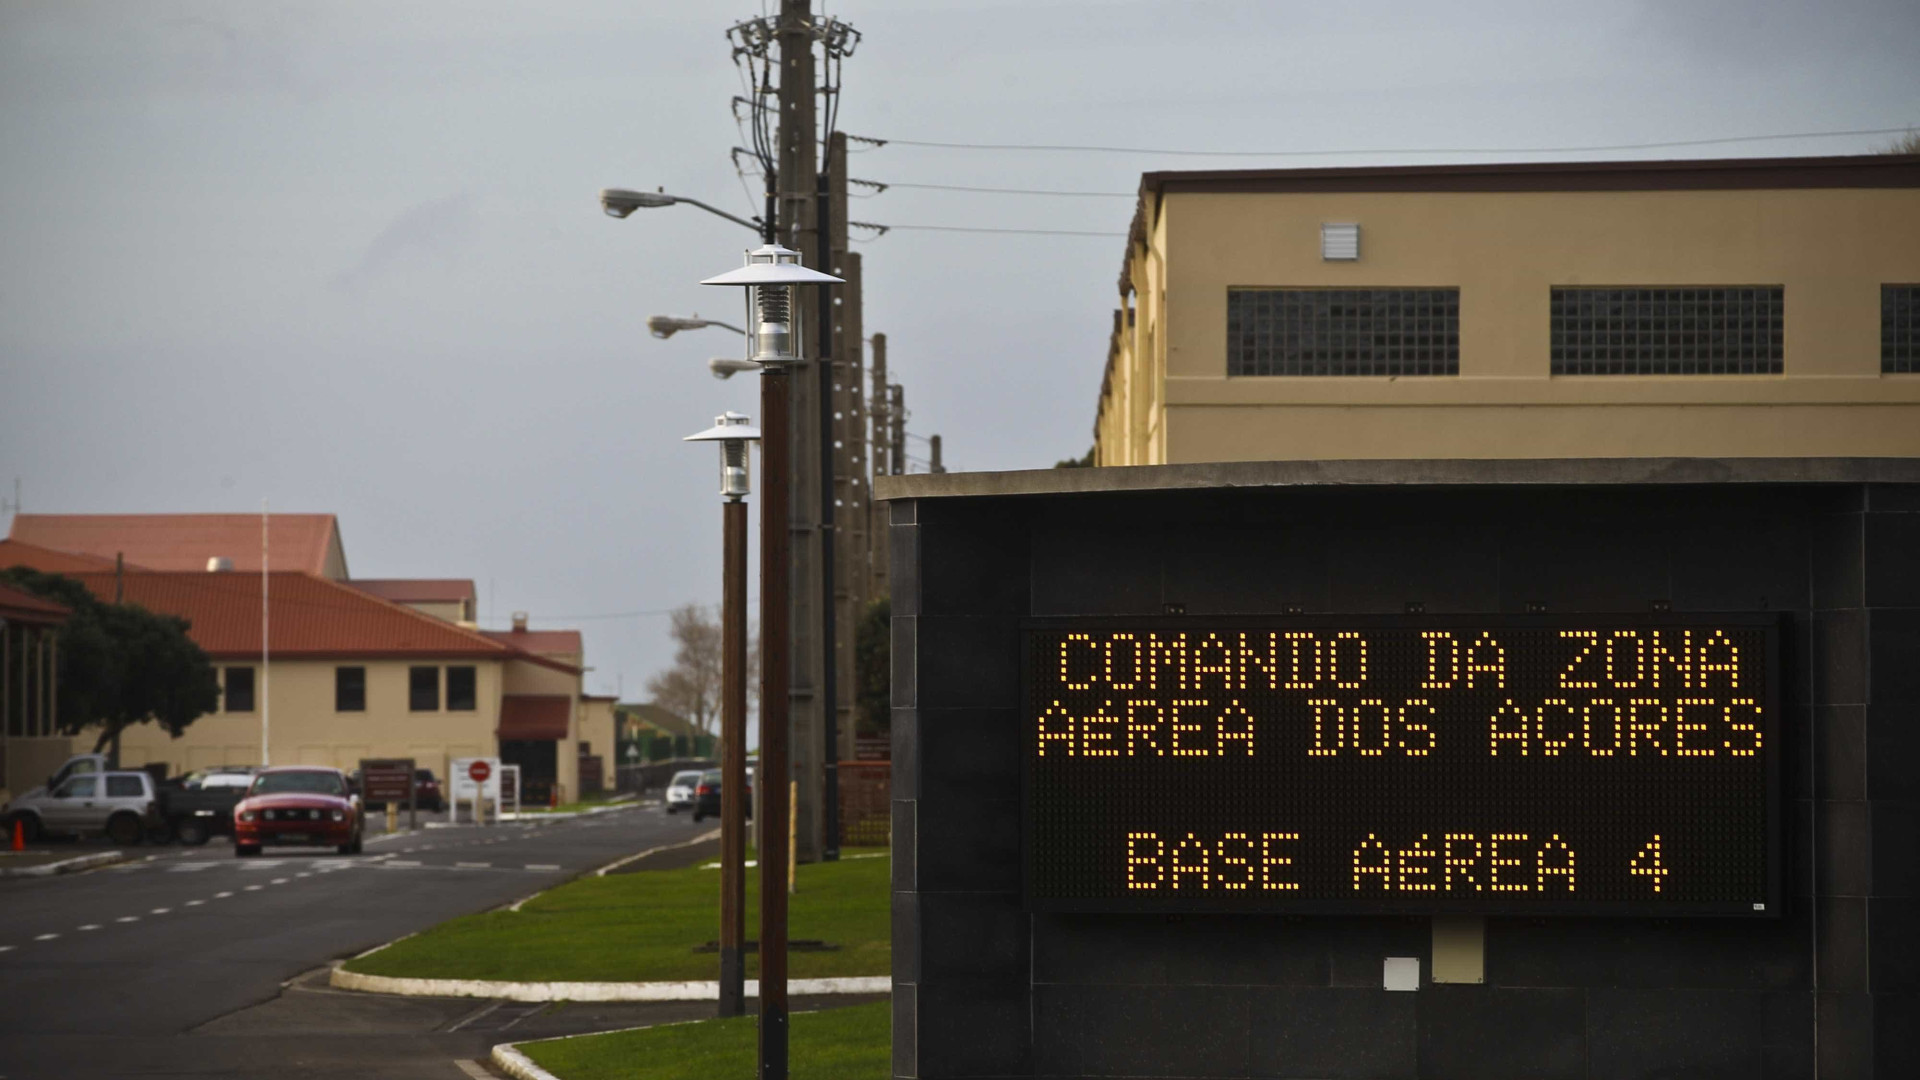 COMANDO DA ZONA
AéREA DOS AÇORES
BASE AéREA 4